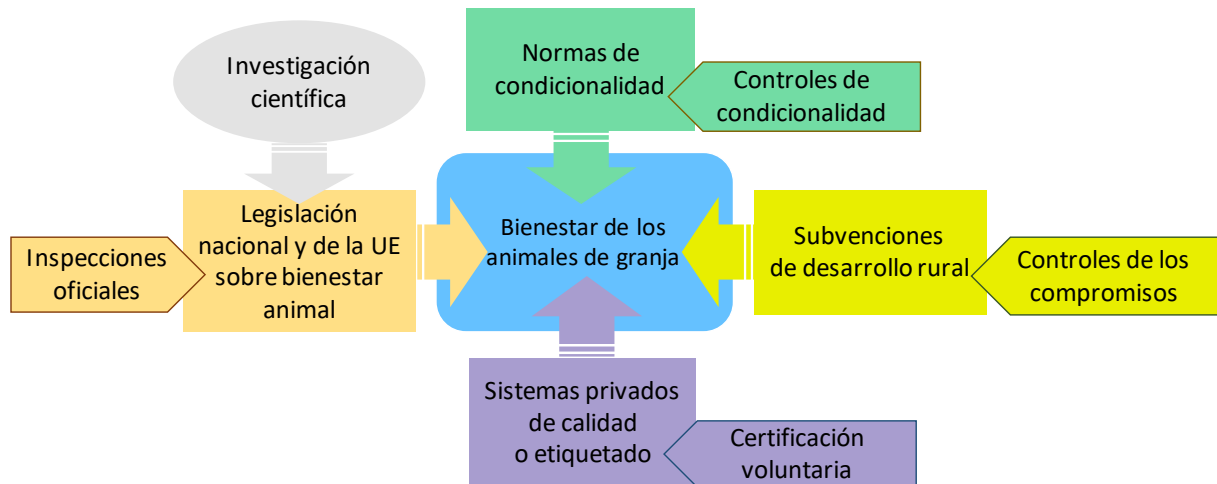 Investigación
científica
Normas de
condicionalidad
Controles de
condicionalidad
Legislación
nacional y de la UE
sobre bienestar
animal
Inspecciones
oficiales
Bienestar de los
animales de granja
Subvenciones
de desarrollo rural
Controles de los
compromisos
Sistemas privados
de calidad
o etiquetado
Certificación
voluntaria